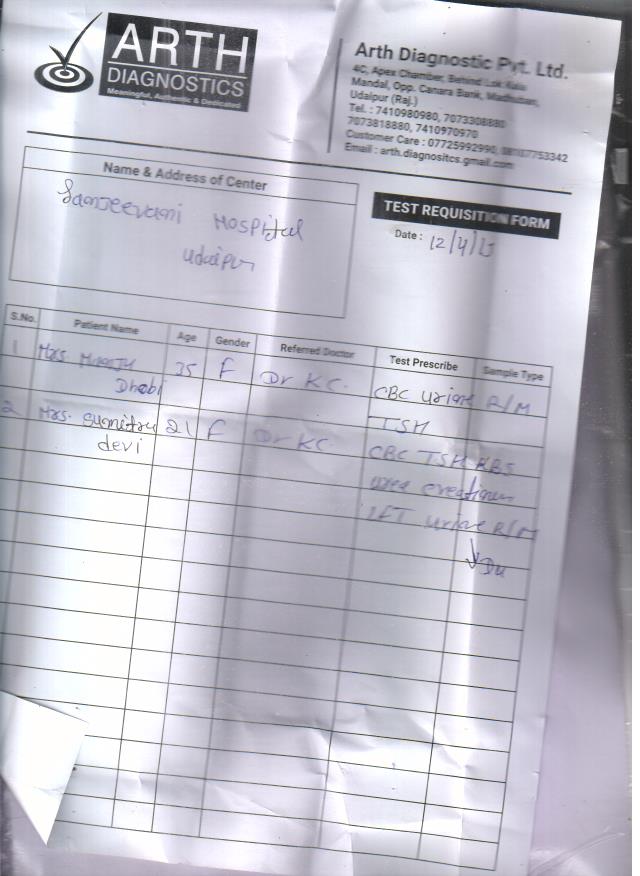 ARTH
DIAGNOSTICS
Meaningful, Authentic & Dedicated
Arth Diagnostic Pvt. Ltd.
4C, Apex Chamber, Behind Lok Kala
Mandal, Opp. Canara Bank, Madhuban,
Udaipur (Raj.)
Tel. : 7410980980, 7073308880
7073818880, 7410970970
Customer Care : 07725992990,
Email : arth.diagnositcs.gmail.com
Name & Address of Center
Sanjeevani Hospital
Udaipur
TEST REQUISITION FORM
Date : 12/4/
S.No. Patient Name Age Gender Referred Doctor Test Prescribe Sample Type
1 Mrs. 35 F Dr KC. CBC urine R/M
Dhobi TSH
2 Mrs. Sumitra 21 F Dr KC CBC TSH RBS
devi urea creatinin
LFT urine R/M